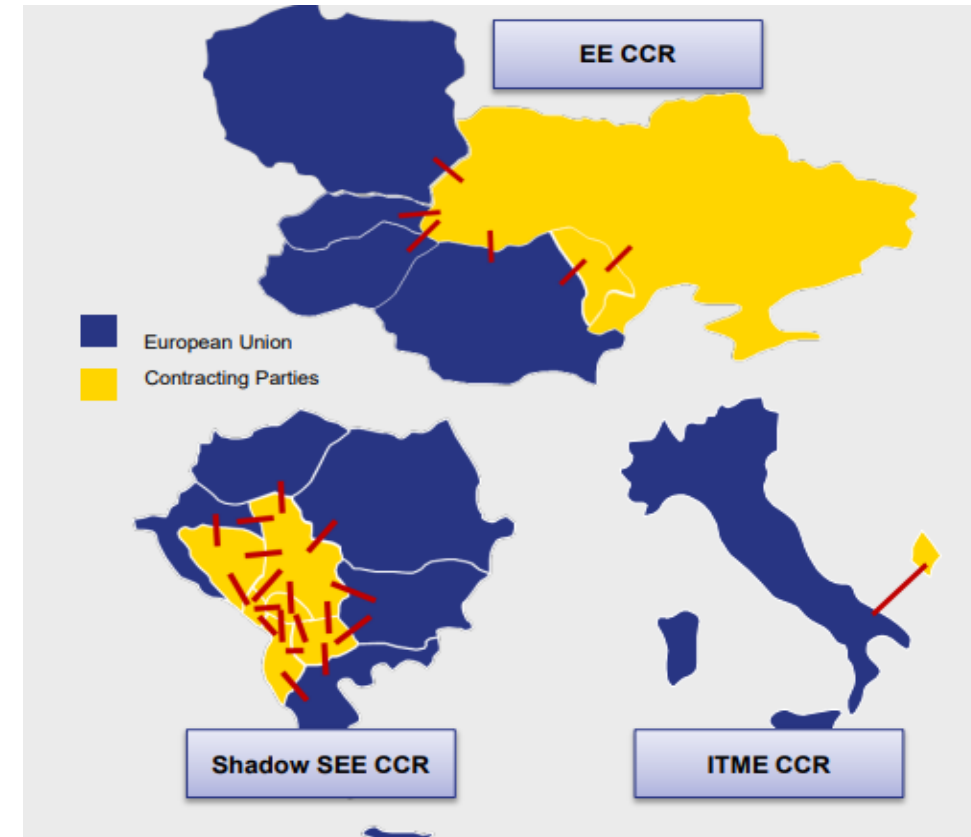 EE CCR
European Union
Contracting Parties
Shadow SEE CCR
ITME CCR